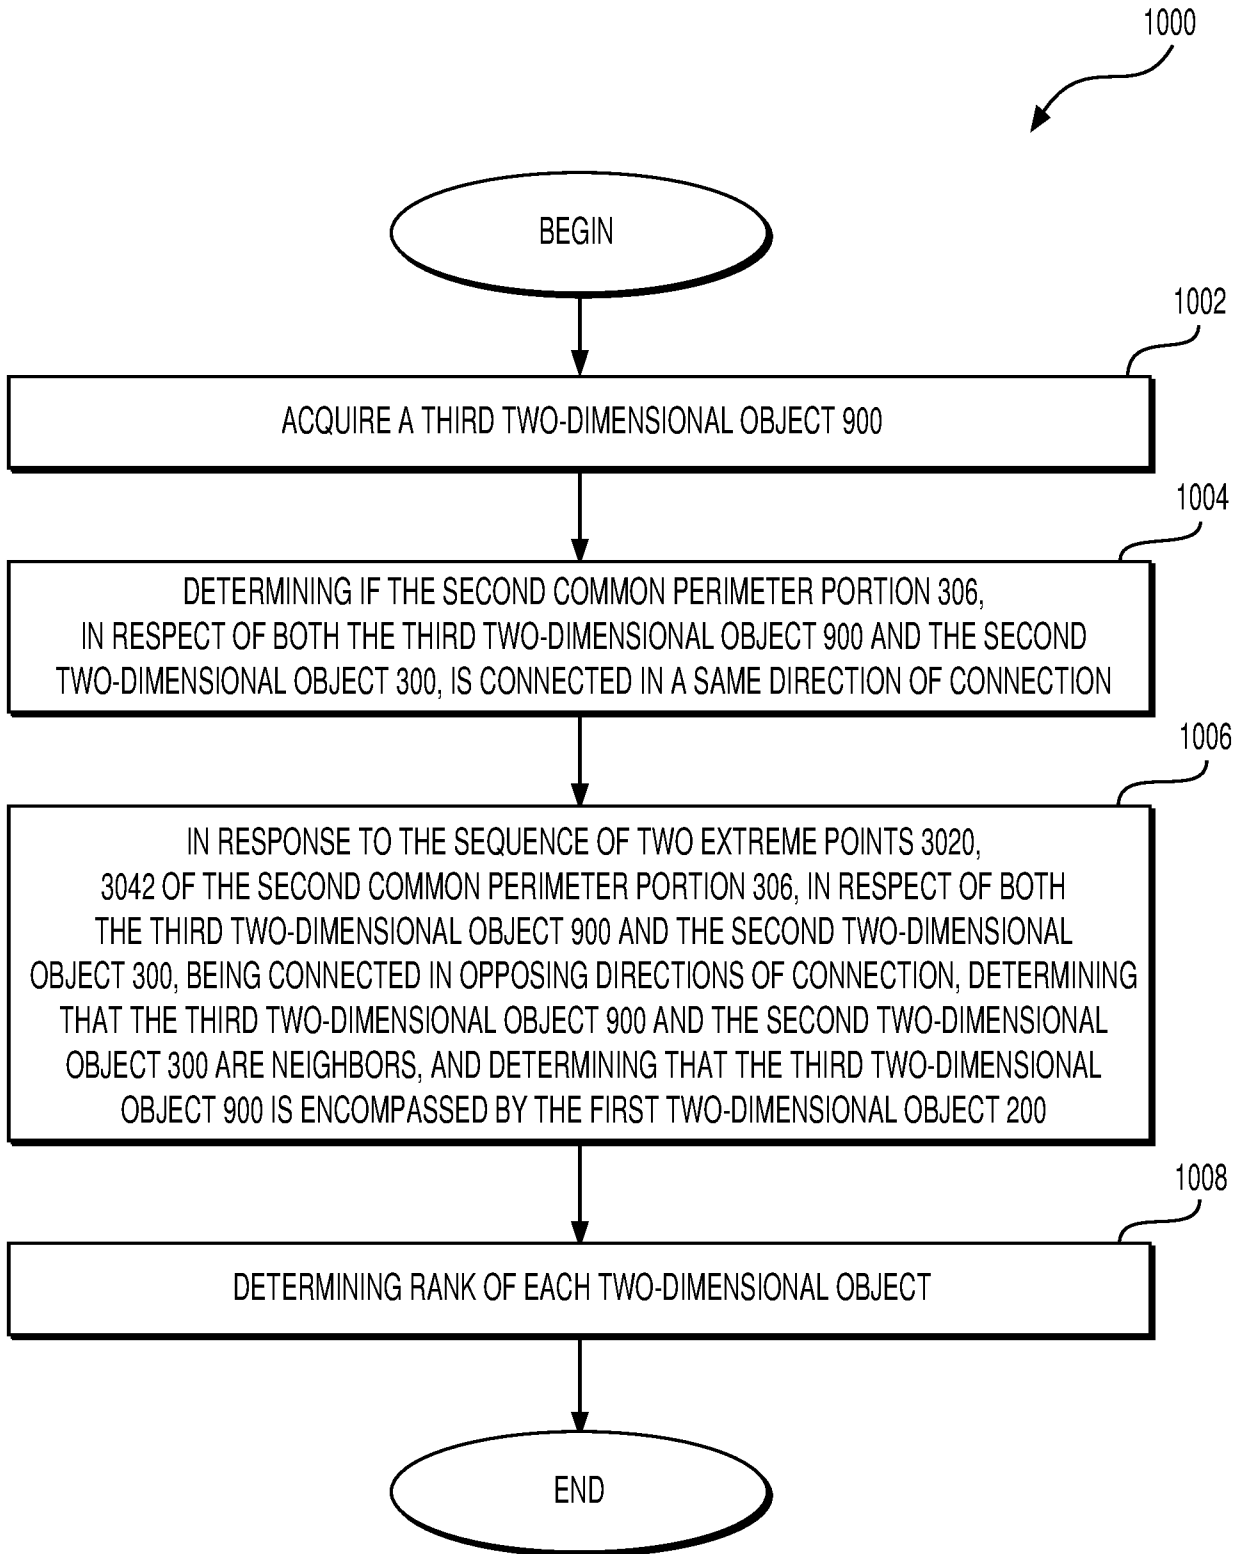 1000
BEGIN
1002
ACQUIRE A THIRD TWO-DIMENSIONAL OBJECT 900
1004
DETERMINING IF THE SECOND COMMON PERIMETER PORTION 306,
IN RESPECT OF BOTH THE THIRD TWO-DIMENSIONAL OBJECT 900 AND THE SECOND
TWO-DIMENSIONAL OBJECT 300, IS CONNECTED IN A SAME DIRECTION OF CONNECTION
1006
IN RESPONSE TO THE SEQUENCE OF TWO EXTREME POINTS 3020,
3042 OF THE SECOND COMMON PERIMETER PORTION 306, IN RESPECT OF BOTH
THE THIRD TWO-DIMENSIONAL OBJECT 900 AND THE SECOND TWO-DIMENSIONAL
OBJECT 300, BEING CONNECTED IN OPPOSING DIRECTIONS OF CONNECTION, DETERMINING
THAT THE THIRD TWO-DIMENSIONAL OBJECT 900 AND THE SECOND TWO-DIMENSIONAL
OBJECT 300 ARE NEIGHBORS, AND DETERMINING THAT THE THIRD TWO-DIMENSIONAL
OBJECT 900 IS ENCOMPASSED BY THE FIRST TWO-DIMENSIONAL OBJECT 200
1008
DETERMINING RANK OF EACH TWO-DIMENSIONAL OBJECT
END